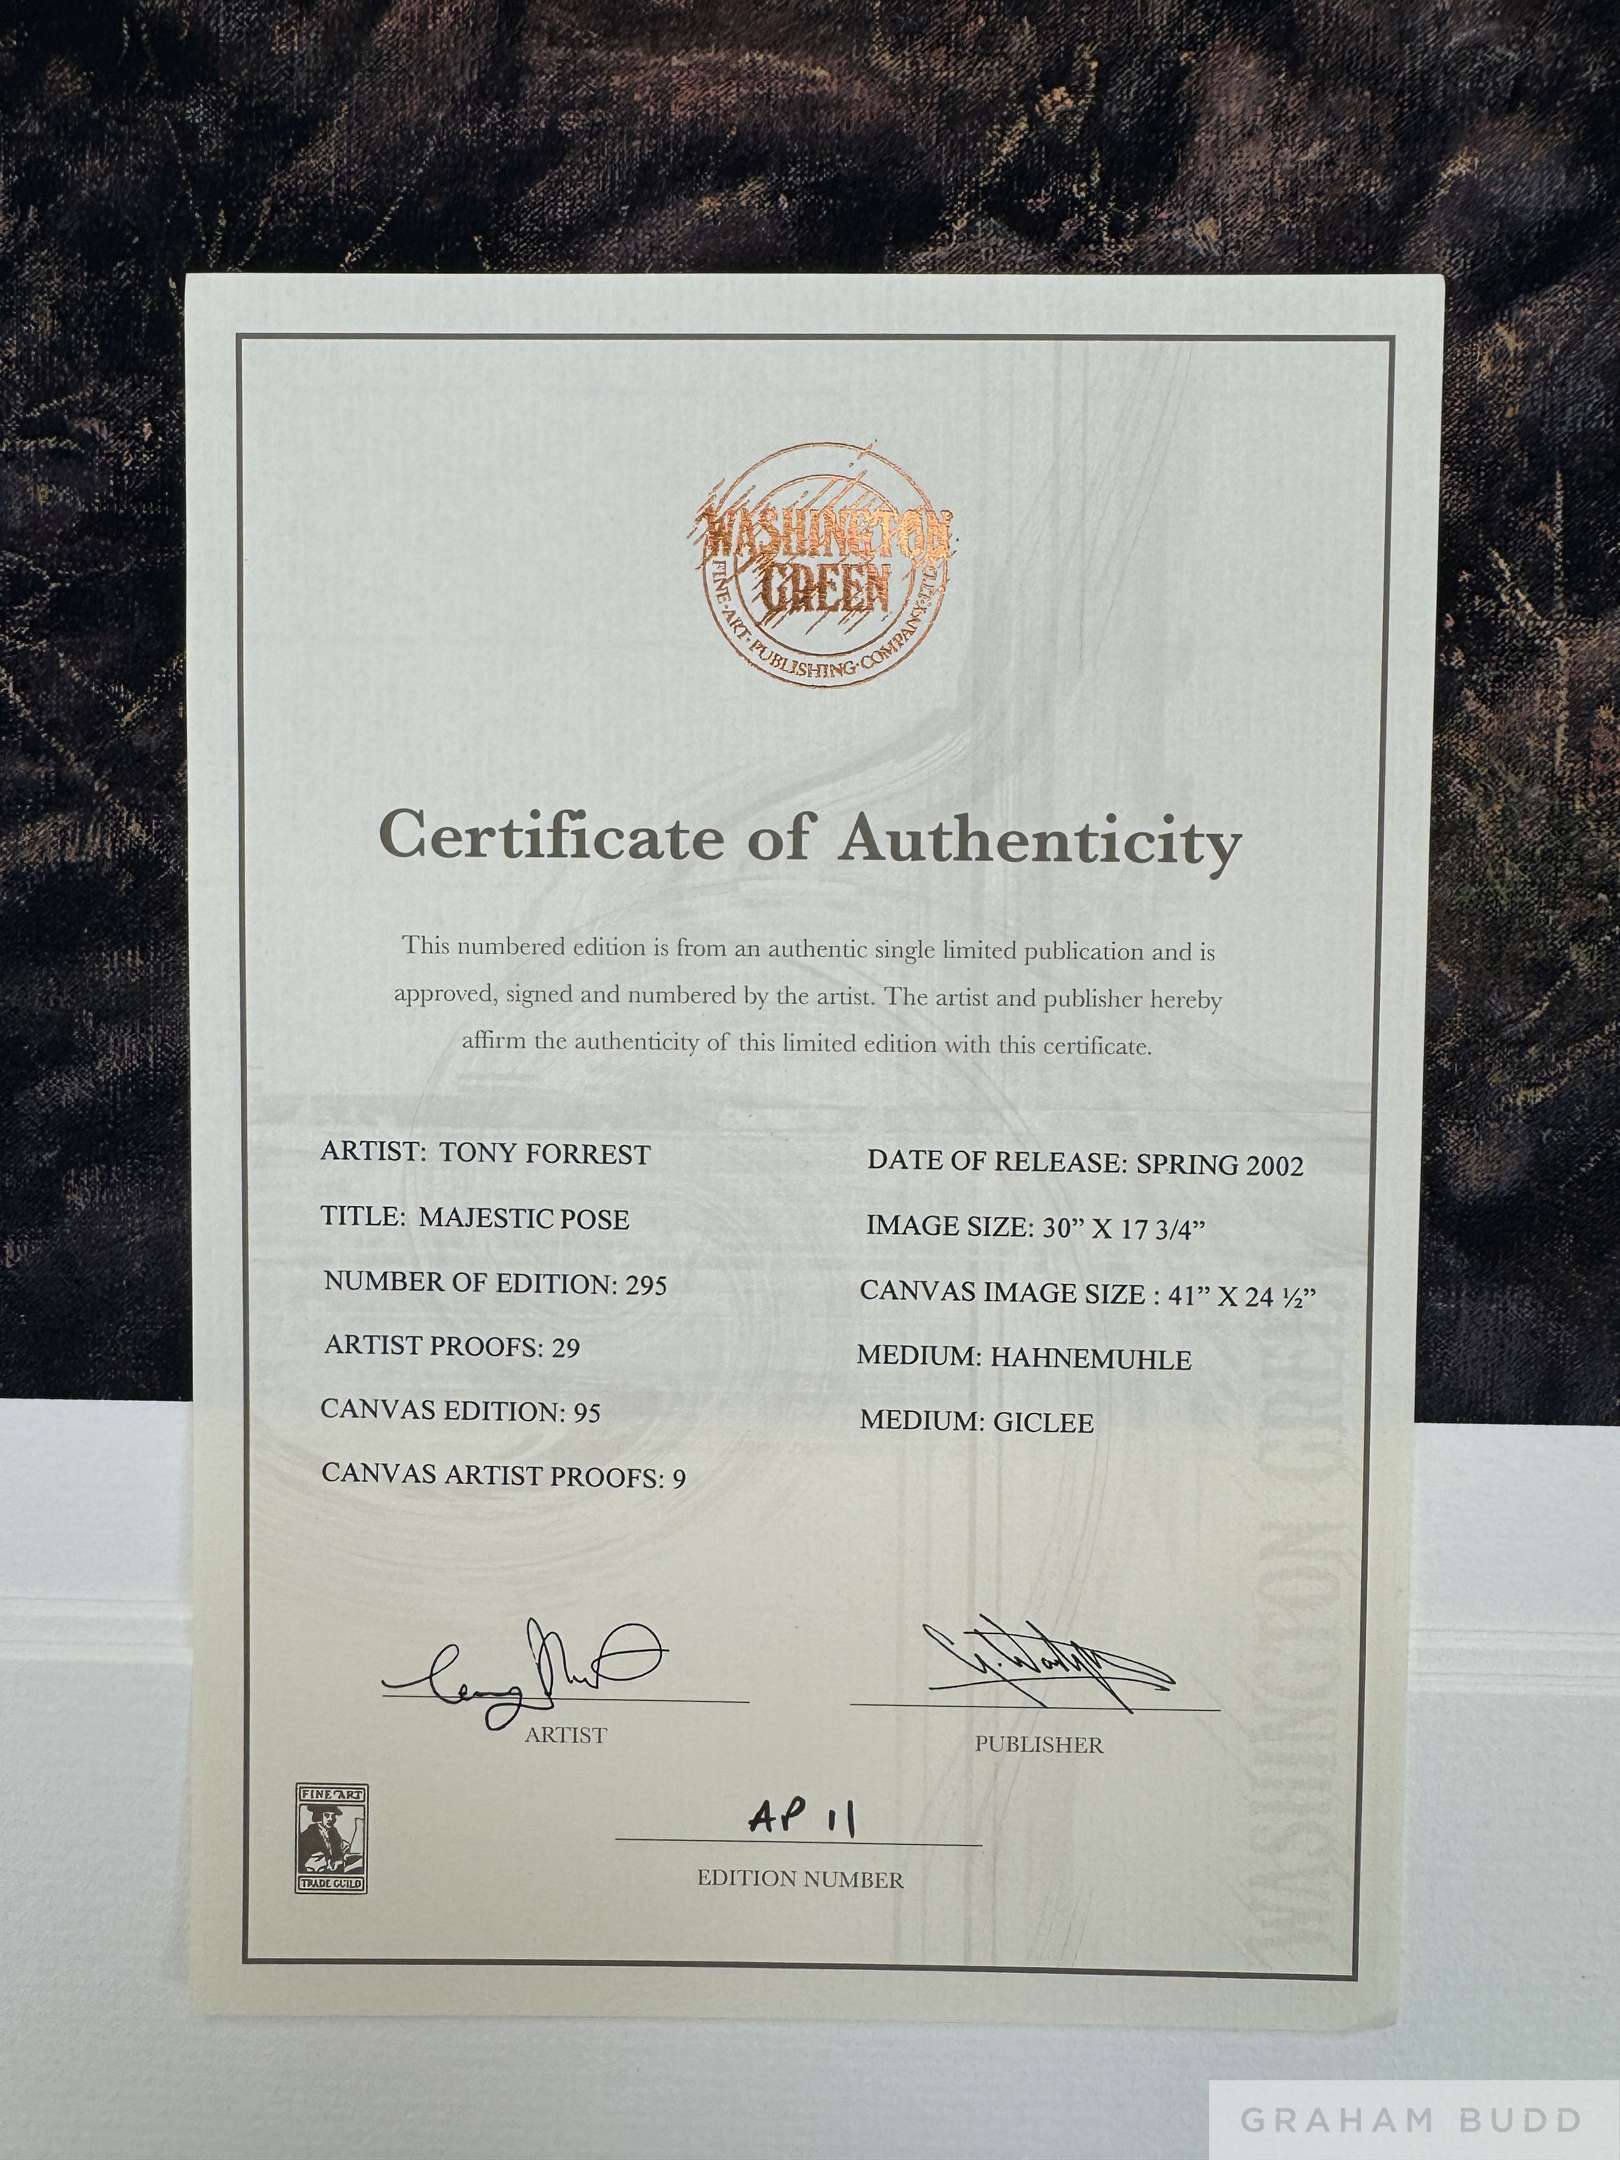 WASHINGTON
GREEN
FINE·ART·PUBLISHING·COMPANY
Certificate of Authenticity
This numbered edition is from an authentic single limited publication and is
approved, signed and numbered by the artist. The artist and publisher hereby
affirm the authenticity of this limited edition with this certificate.
ARTIST: TONY FORREST
TITLE: MAJESTIC POSE
NUMBER OF EDITION: 295
ARTIST PROOFS: 29
CANVAS EDITION: 95
CANVAS ARTIST PROOFS: 9
DATE OF RELEASE: SPRING 2002
IMAGE SIZE: 30” X 17 3/4”
CANVAS IMAGE SIZE : 41” X 24 ½”
MEDIUM: HAHNEMUHLE
MEDIUM: GICLEE
ARTIST
PUBLISHER
AP 11
EDITION NUMBER
FINE ART
TRADE GUILD
WASHINGTON GREEN
GRAHAM BUDD